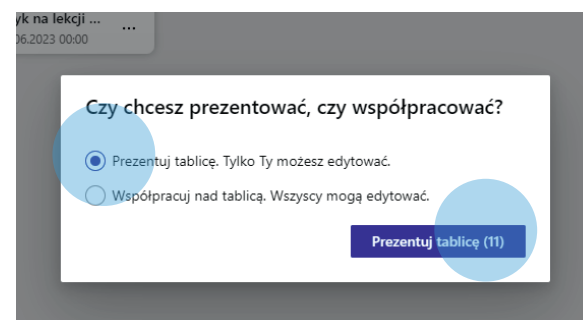 yk na lekcji ...
06.2023 00:00
...
Czy chcesz prezentować, czy współpracować?
Prezentuj tablicę. Tylko Ty możesz edytować.
Współpracuj nad tablicą. Wszyscy mogą edytować.
Prezentuj tablicę (11)